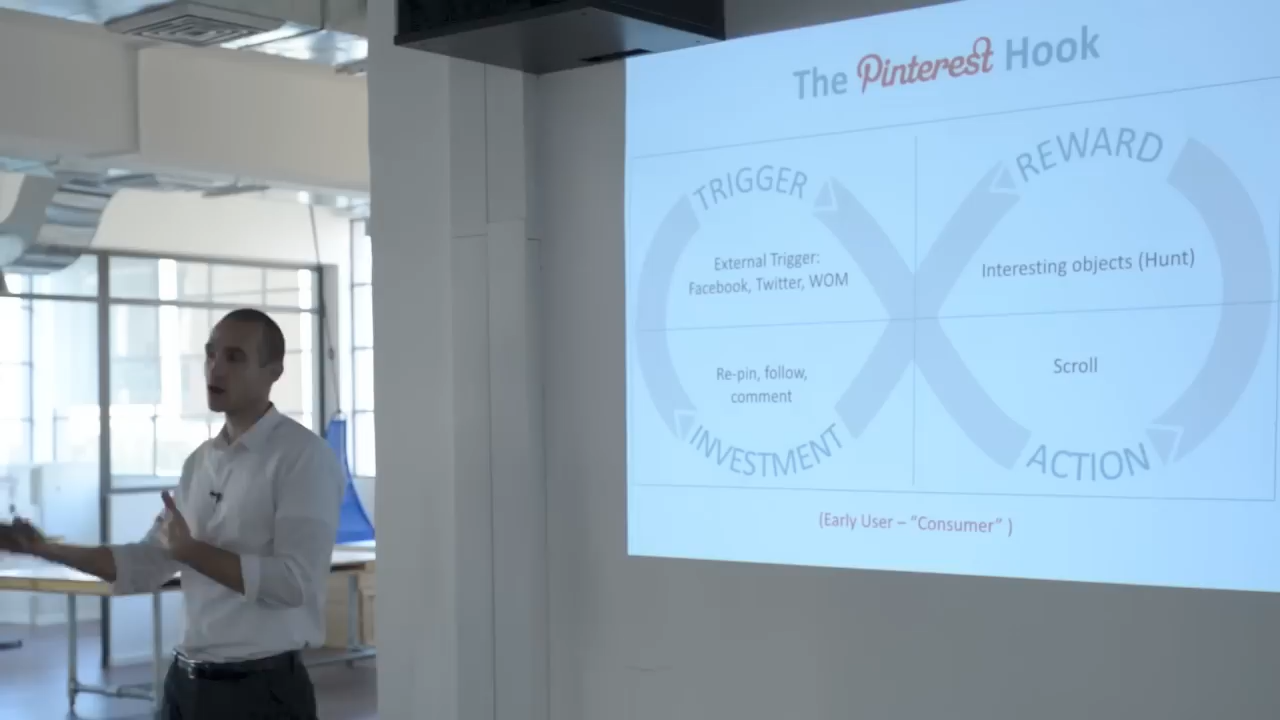 The Pinterest Hook
TRIGGER
REWARD
External Trigger:
Facebook, Twitter, WOM
Interesting objects (Hunt)
Re-pin, follow,
comment
Scroll
INVESTMENT
ACTION
(Early User – "Consumer" )